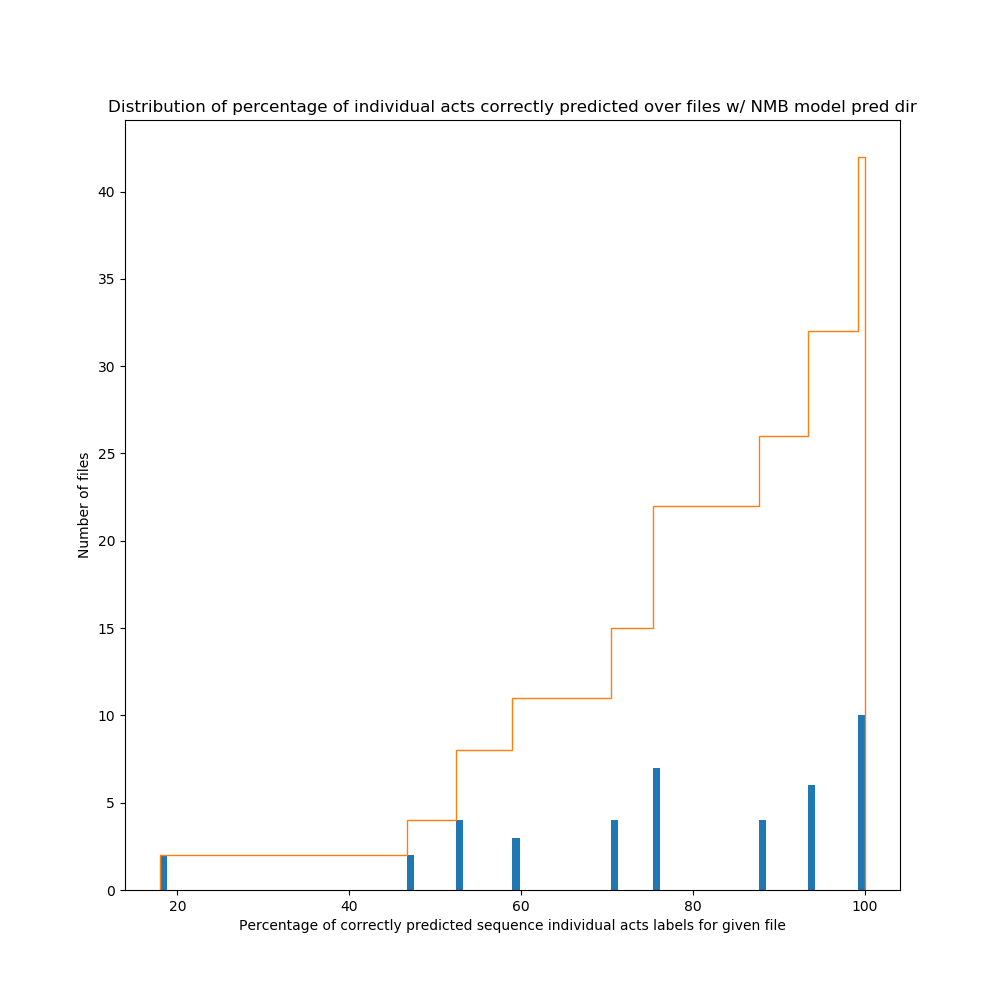 Distribution of percentage of individual acts correctly predicted over files w/ NMB model pred dir
40
35
30
25
20
15
10
5
0
Number of files
20 40 60 80 100
Percentage of correctly predicted sequence individual acts labels for given file